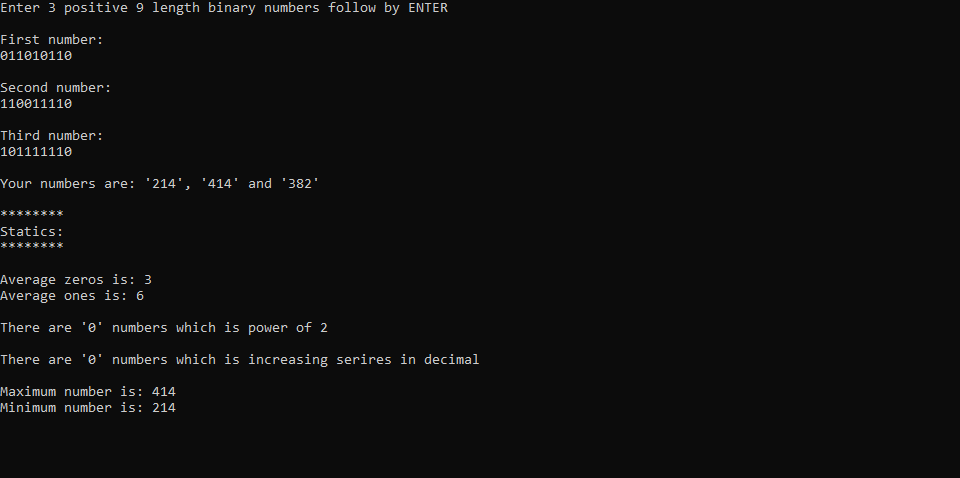 Enter 3 positive 9 length binary numbers follow by ENTER
First number:
011010110
Second number:
110011110
Third number:
101111110
Your numbers are: '214', '414' and '382'
********
Statics:
********
Average zeros is: 3
Average ones is: 6
There are '0' numbers which is power of 2
There are '0' numbers which is increasing serires in decimal
Maximum number is: 414
Minimum number is: 214